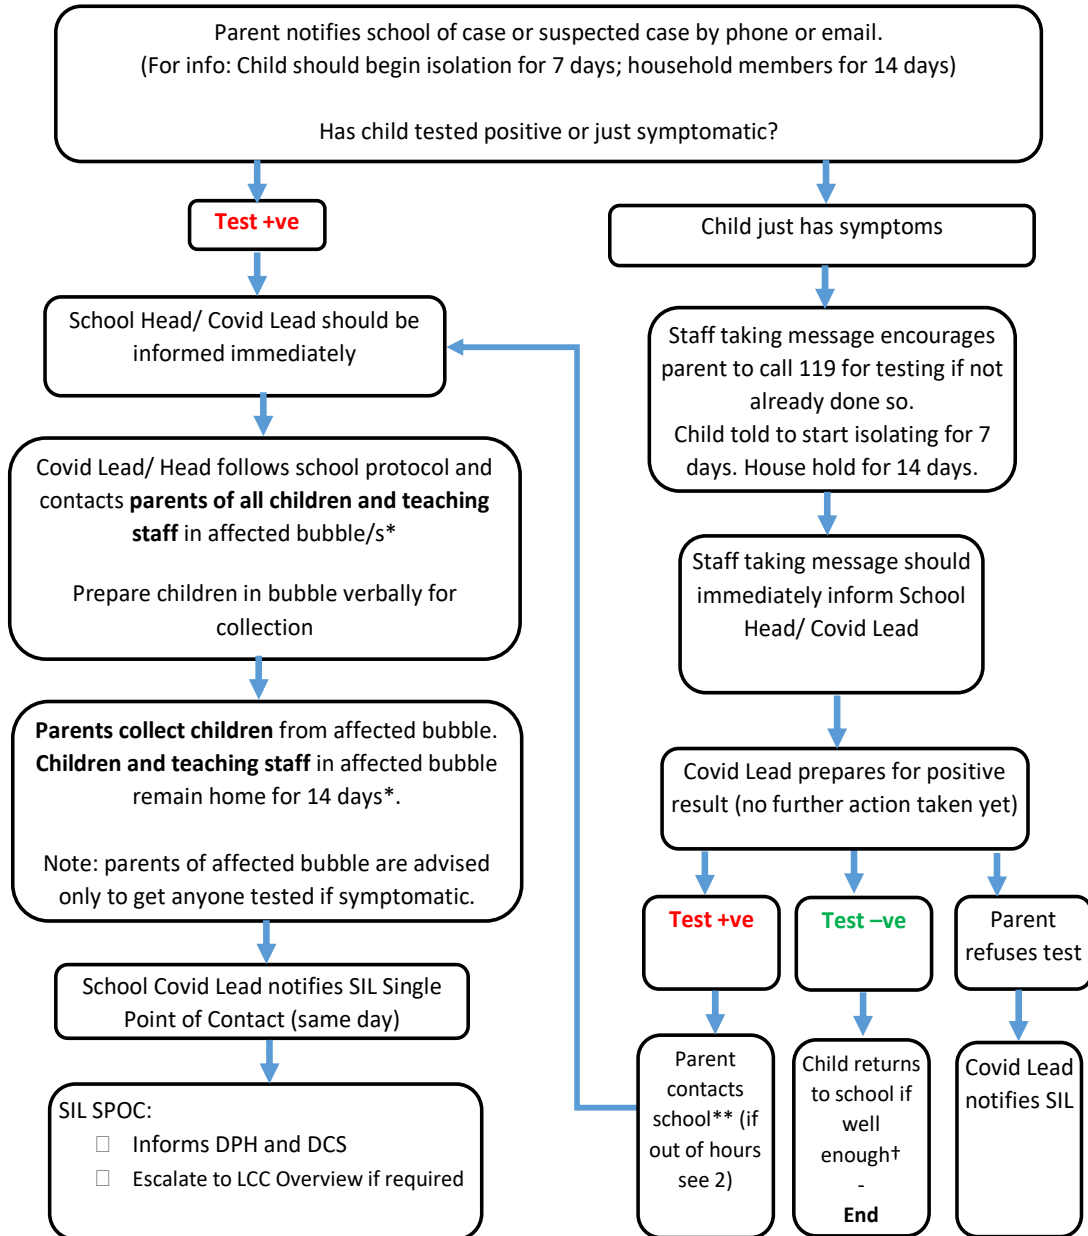 Parent notifies school of case or suspected case by phone or email.
(For info: Child should begin isolation for 7 days; household members for 14 days)
Has child tested positive or just symptomatic?
Test +ve
School Head/ Covid Lead should be
informed immediately
Covid Lead/ Head follows school protocol and
contacts parents of all children and teaching
staff in affected bubble/s*
Prepare children in bubble verbally for
collection
Parents collect children from affected bubble.
Children and teaching staff in affected bubble
remain home for 14 days*.
Note: parents of affected bubble are advised
only to get anyone tested if symptomatic.
School Covid Lead notifies SIL Single
Point of Contact (same day)
SIL SPOC:
Informs DPH and DCS
Escalate to LCC Overview if required
Child just has symptoms
Staff taking message encourages
parent to call 119 for testing if not
already done so.
Child told to start isolating for 7
days. House hold for 14 days.
Staff taking message should
immediately inform School
Head/ Covid Lead
Covid Lead prepares for positive
result (no further action taken yet)
Test +ve
Parent
contacts
school** (if
out of hours
see 2)
Test –ve
Child returns
to school if
well
enough†
-
End
Parent
refuses test
Covid Lead
notifies SIL